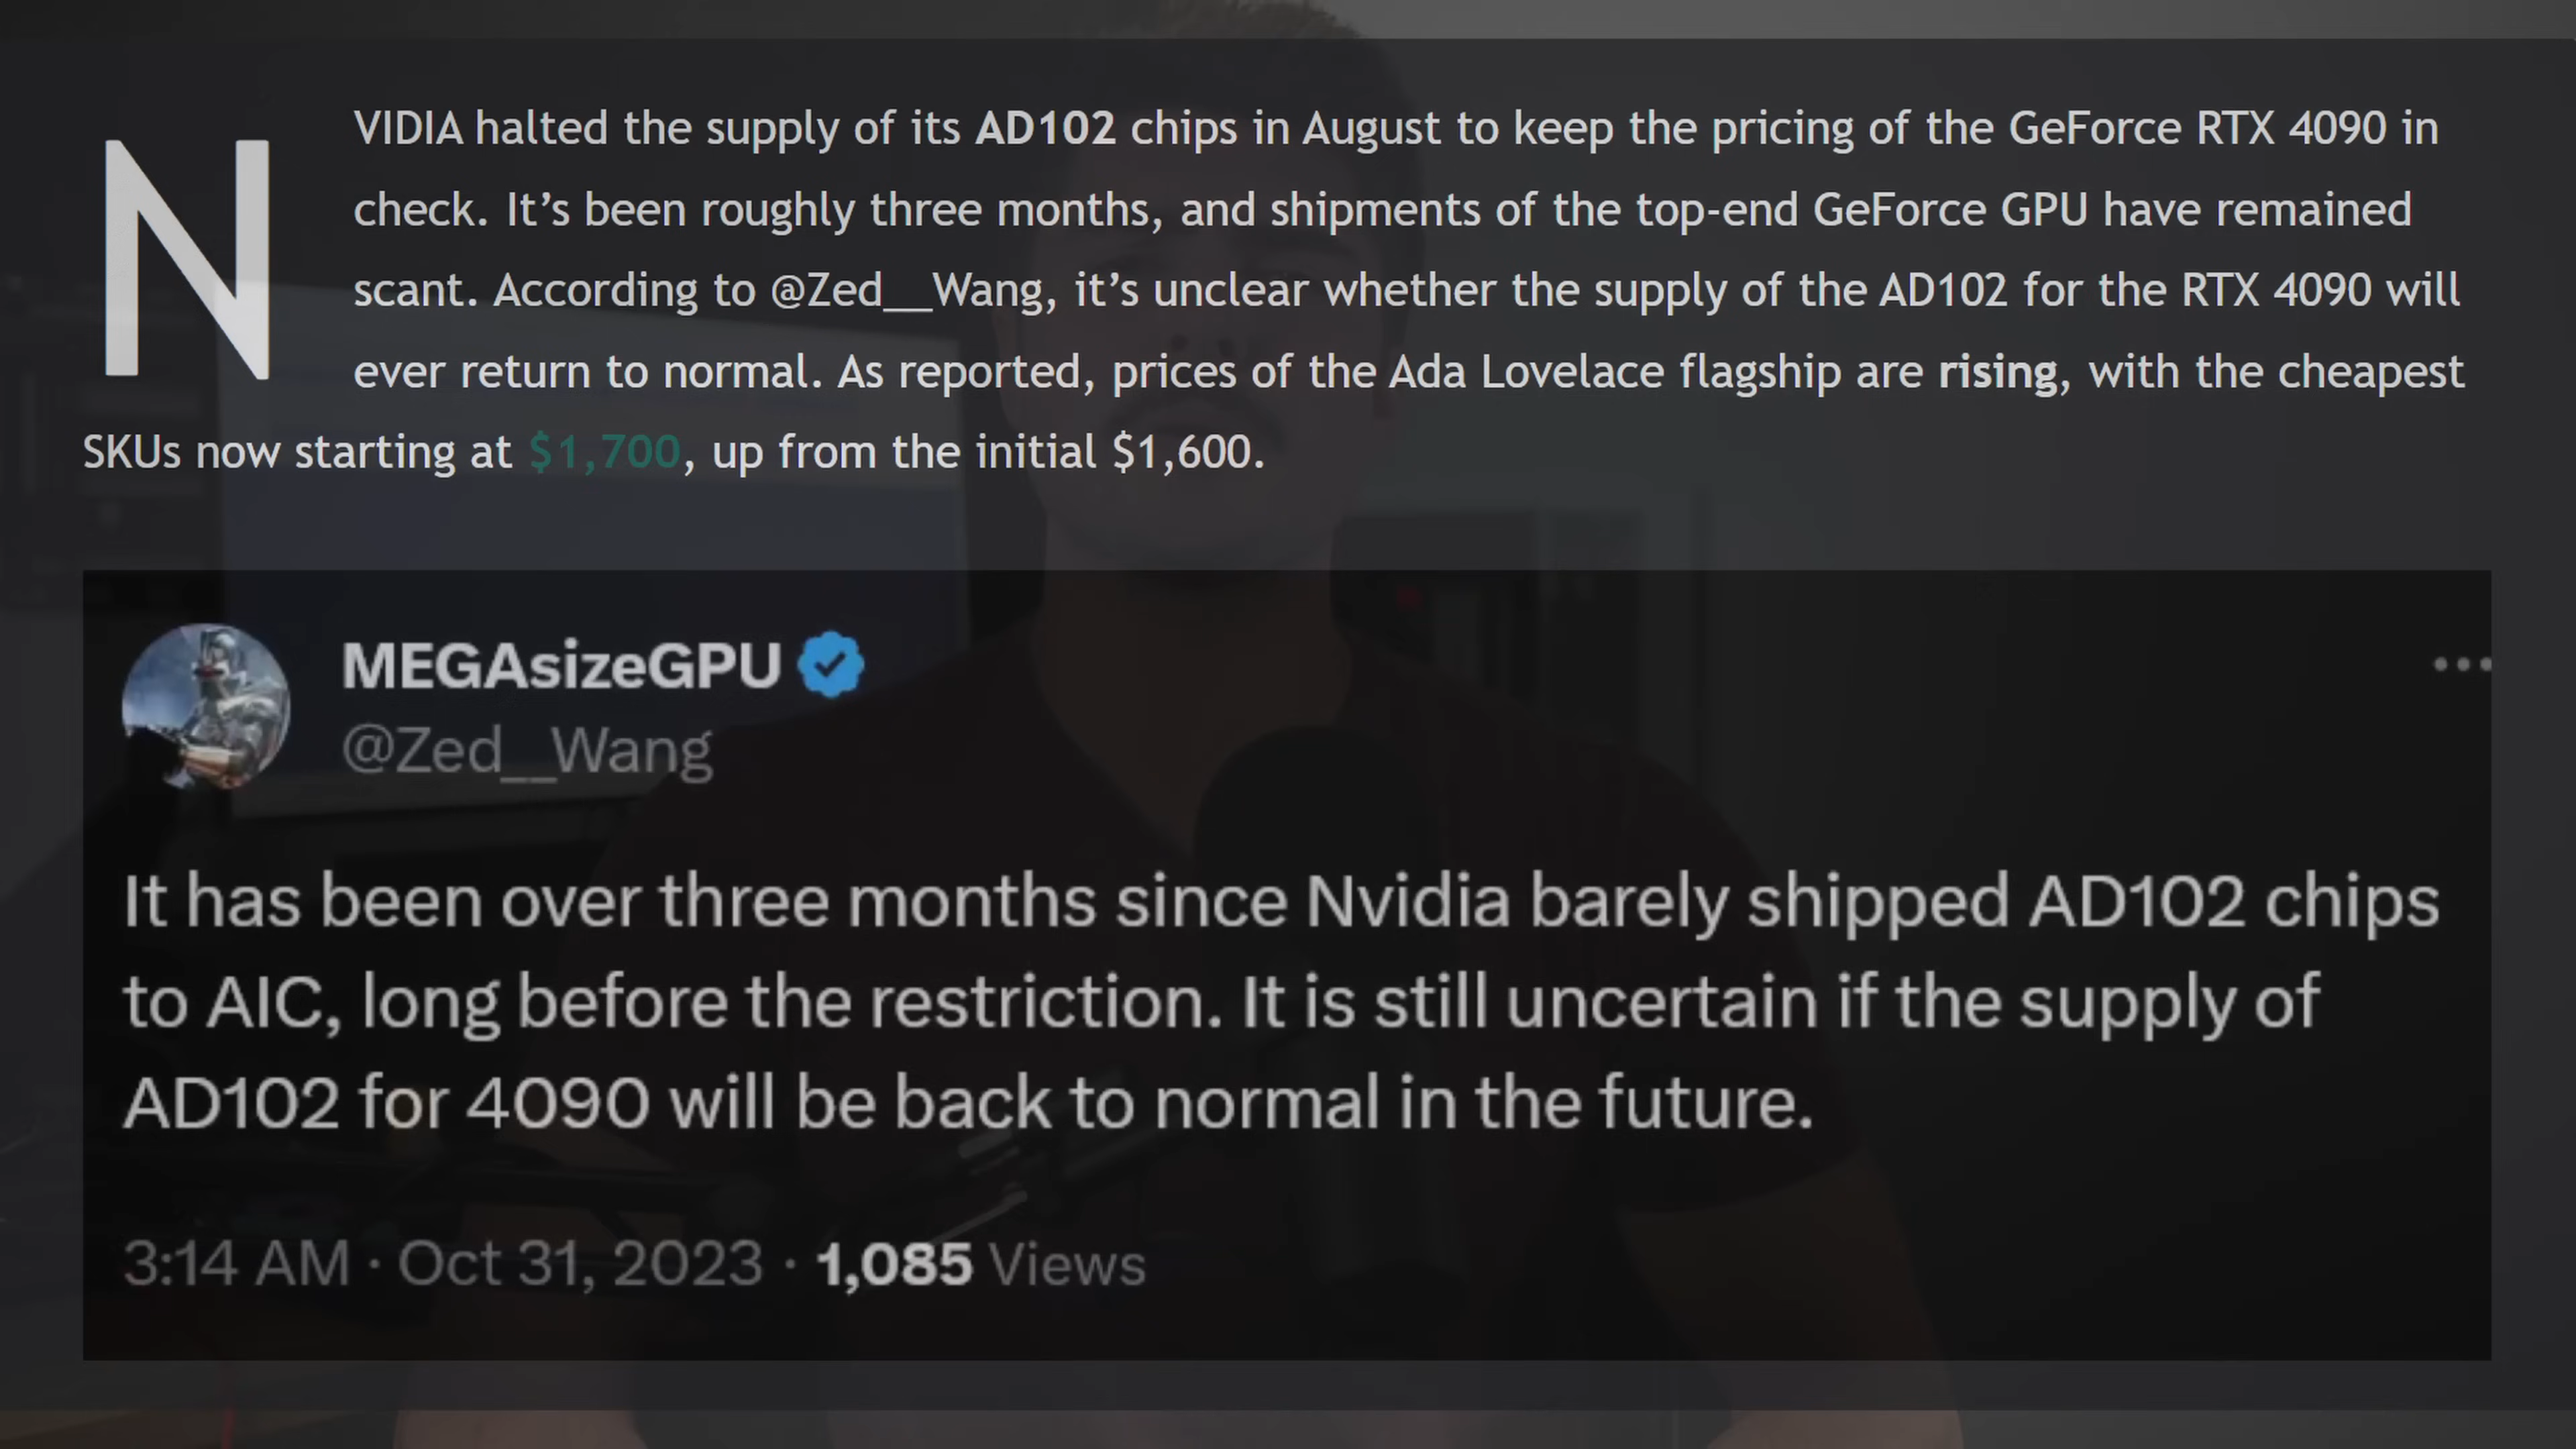 NVIDIA halted the supply of its AD102 chips in August to keep the pricing of the GeForce RTX 4090 in
check. It’s been roughly three months, and shipments of the top-end GeForce GPU have remained
scant. According to @Zed__Wang, it’s unclear whether the supply of the AD102 for the RTX 4090 will
ever return to normal. As reported, prices of the Ada Lovelace flagship are rising, with the cheapest
SKUs now starting at $1,700, up from the initial $1,600.
MEGAsizeGPU
@Zed__Wang
It has been over three months since Nvidia barely shipped AD102 chips
to AIC, long before the restriction. It is still uncertain if the supply of
AD102 for 4090 will be back to normal in the future.
3:14 AM · Oct 31, 2023 · 1,085 Views